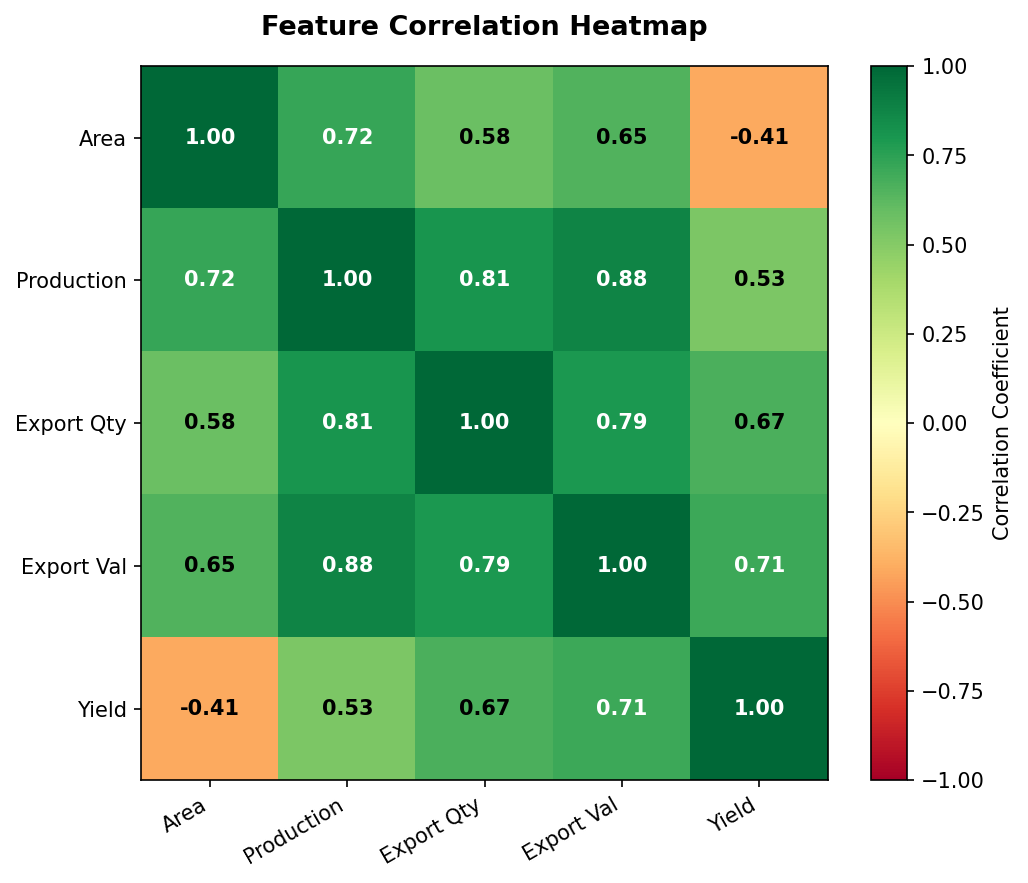 Feature Correlation Heatmap
Area 1.00 0.72 0.58 0.65 -0.41
Production 0.72 1.00 0.81 0.88 0.53
Export Qty 0.58 0.81 1.00 0.79 0.67
Export Val 0.65 0.88 0.79 1.00 0.71
Yield -0.41 0.53 0.67 0.71 1.00
Area Production Export Qty Export Val Yield
1.00
0.75
0.50
0.25
0.00
−0.25
−0.50
−0.75
−1.00
Correlation Coefficient